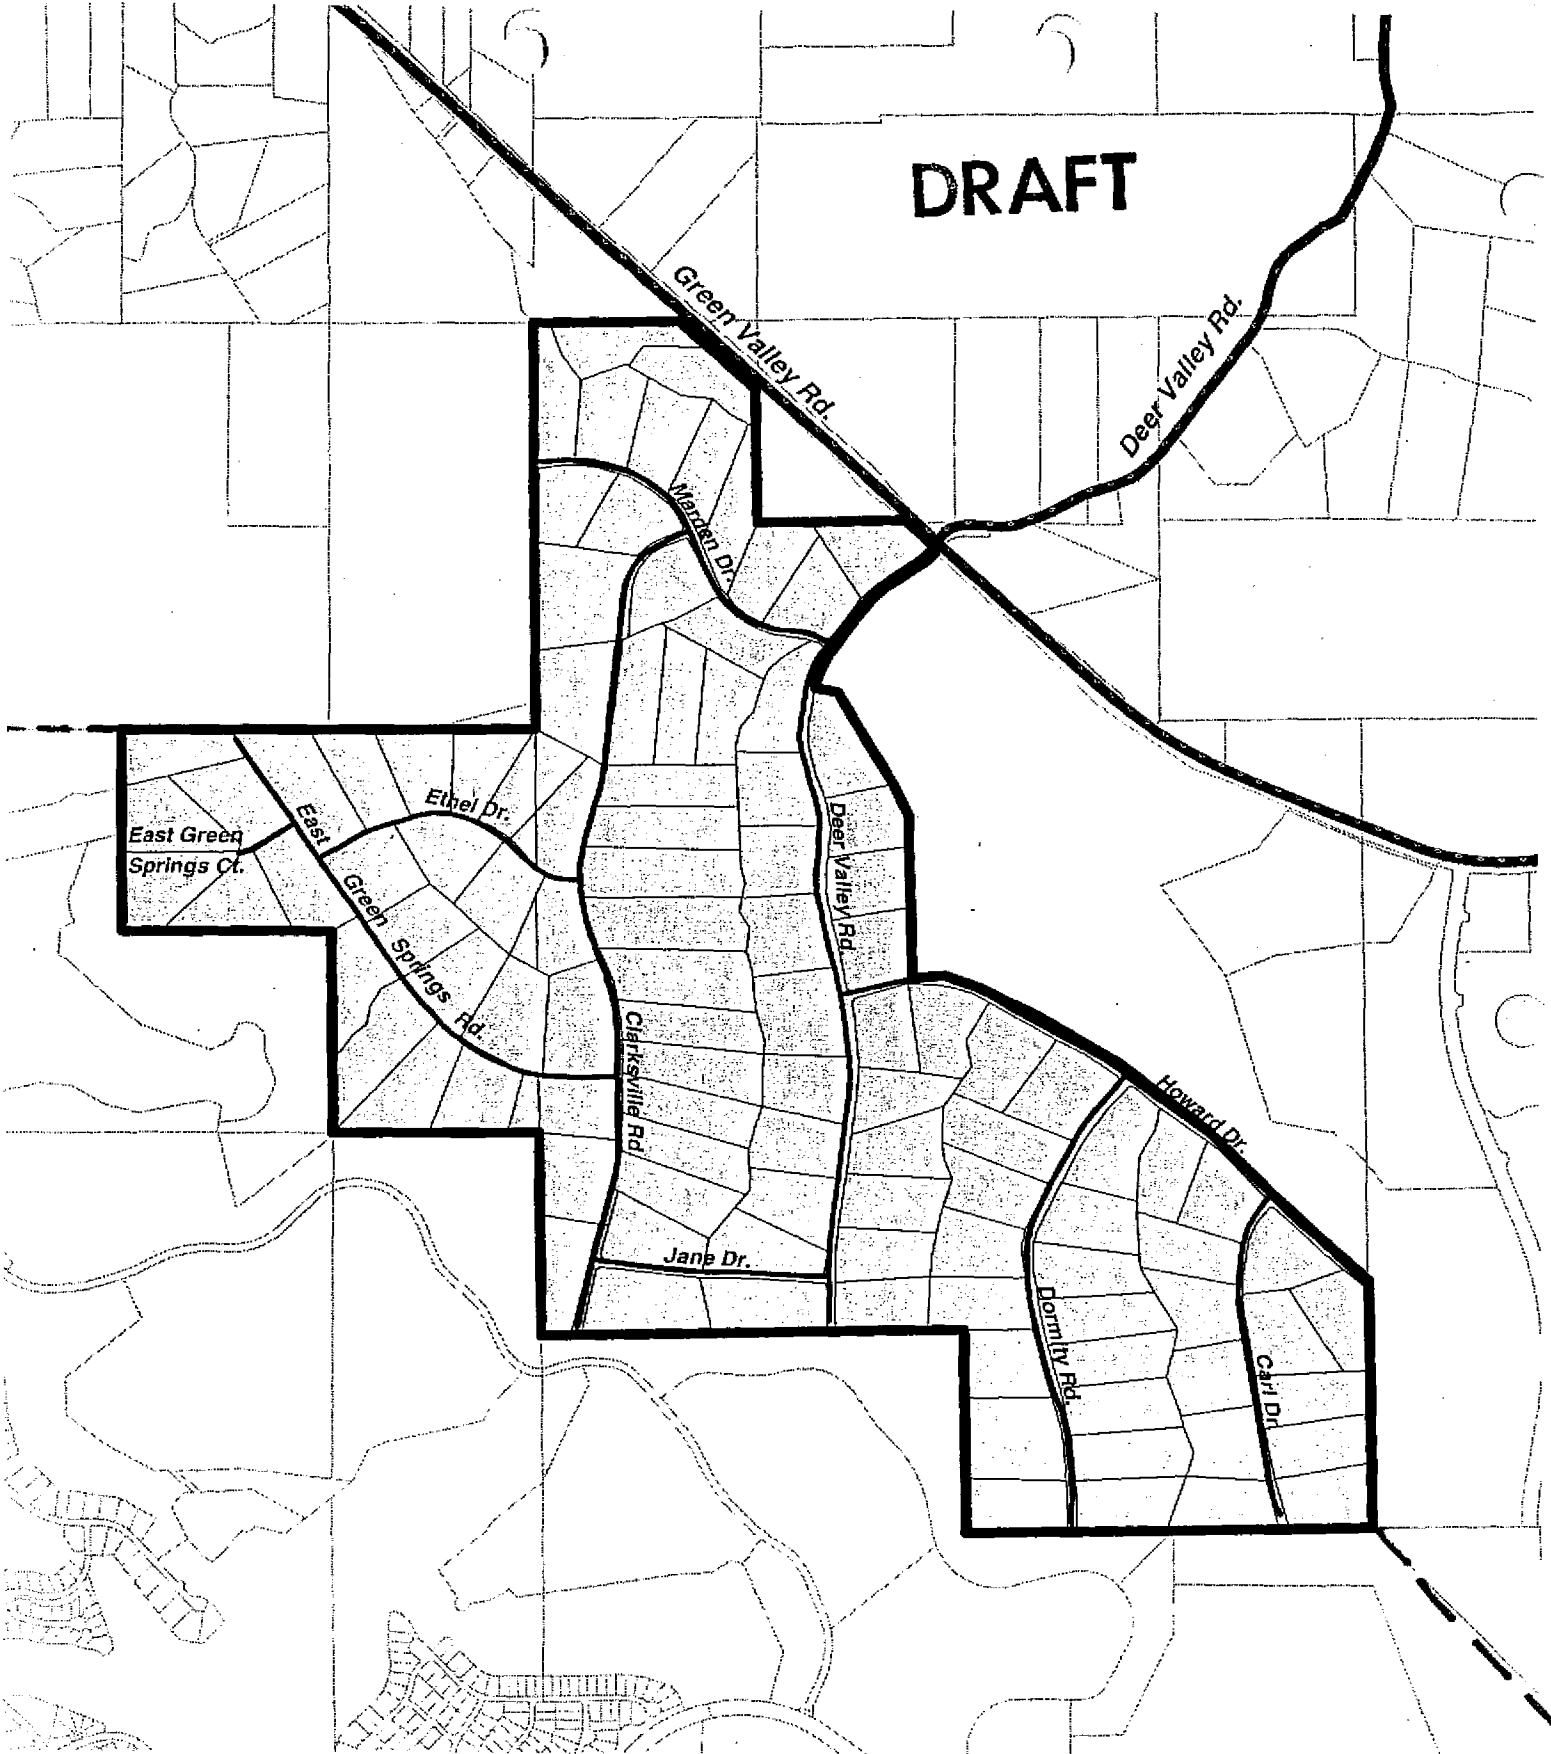 DRAFT
Green Valley Rd.
Deer Valley Rd.
Marden Dr.
Ethel Dr.
East Green
Springs Ct.
East Green Springs Rd.
Deer Valley Rd.
Clarksville Rd
Howard Dr.
Jane Dr.
Dormity Rd.
Carl Dr.